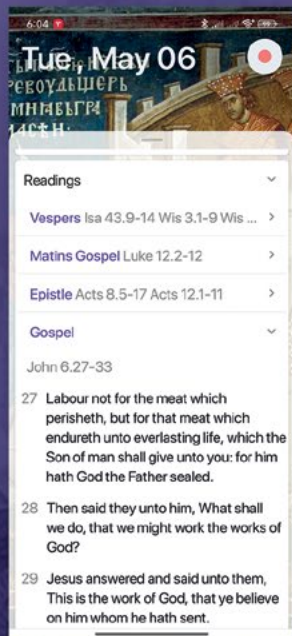 6:04
Tue, May 06
Readings
Vespers Isa 43.9-14 Wis 3.1-9 Wis ...
Matins Gospel Luke 12.2-12
Epistle Acts 8.5-17 Acts 12.1-11
Gospel
John 6.27-33
27 Labour not for the meat which
perisheth, but for that meat which
endureth unto everlasting life, which the
Son of man shall give unto you: for him
hath God the Father sealed.
28 Then said they unto him, What shall
we do, that we might work the works of
God?
29 Jesus answered and said unto them,
This is the work of God, that ye believe
on him whom he hath sent.